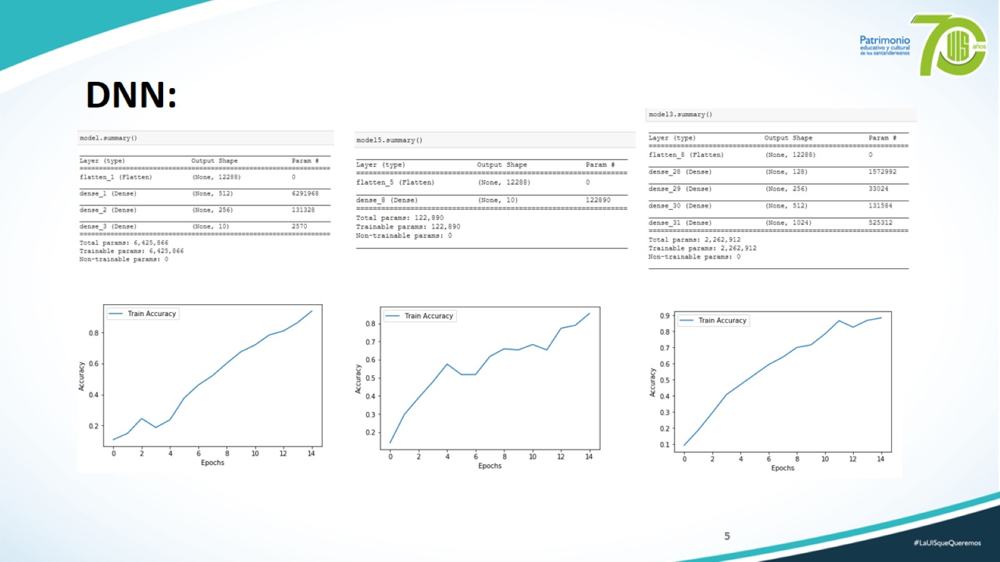 Patrimonio
educativo y cultural
de los santandereanos
70 UIS años
DNN:
model.summary()
Layer (type) Output Shape Param #
flatten_1 (Flatten) (None, 12288) 0
dense_1 (Dense) (None, 512) 6291968
dense_2 (Dense) (None, 256) 131328
dense_3 (Dense) (None, 10) 2570
Total params: 6,425,866
Trainable params: 6,425,866
Non-trainable params: 0
model5.summary()
Layer (type) Output Shape Param #
flatten_5 (Flatten) (None, 12288) 0
dense_8 (Dense) (None, 10) 122890
Total params: 122,890
Trainable params: 122,890
Non-trainable params: 0
model3.summary()
Layer (type) Output Shape Param #
flatten_8 (Flatten) (None, 12288) 0
dense_28 (Dense) (None, 128) 1572992
dense_29 (Dense) (None, 256) 33024
dense_30 (Dense) (None, 512) 131584
dense_31 (Dense) (None, 1024) 525312
Total params: 2,262,912
Trainable params: 2,262,912
Non-trainable params: 0
Train Accuracy
0.8
0.6
0.4
0.2
Accuracy
0 2 4 6 8 10 12 14
Epochs
Train Accuracy
0.8
0.7
0.6
0.5
0.4
0.3
0.2
Accuracy
0 2 4 6 8 10 12 14
Epochs
Train Accuracy
0.9
0.8
0.7
0.6
0.5
0.4
0.3
0.2
0.1
Accuracy
0 2 4 6 8 10 12 14
Epochs
5
#LaUISqueQueremos